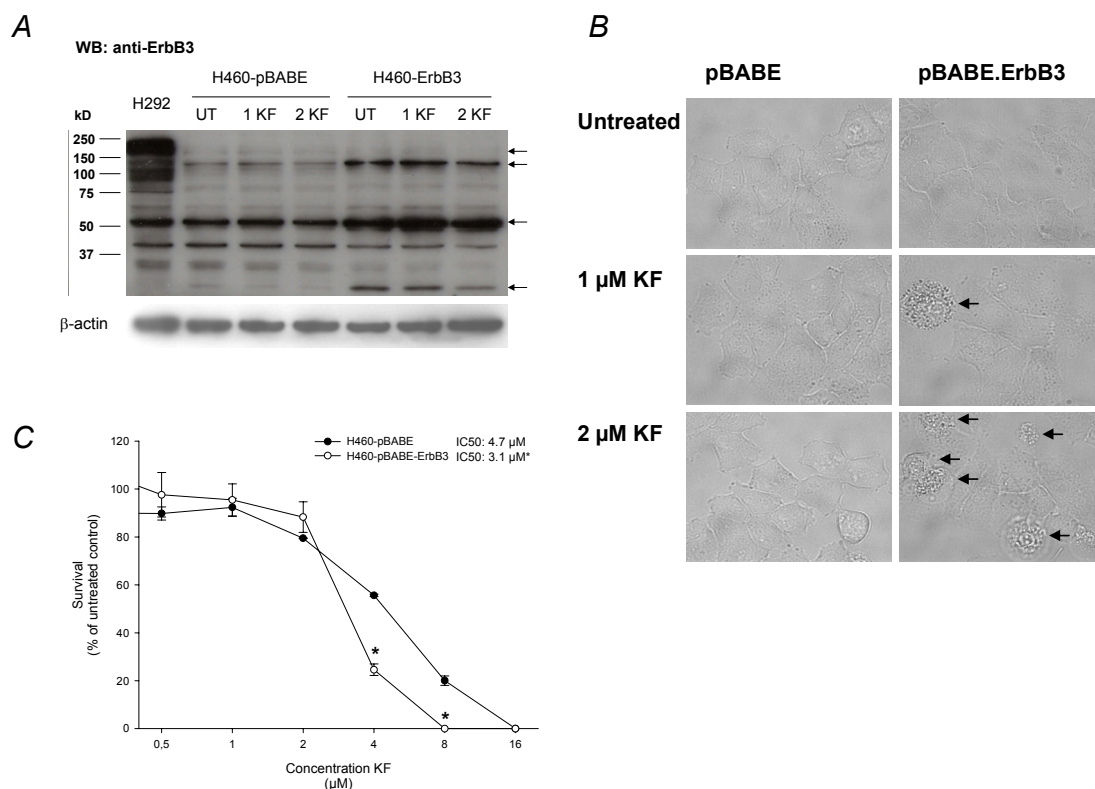 A
WB: anti-ErbB3
H460-pBABE H460-ErbB3
kD H292 UT 1 KF 2 KF UT 1 KF 2 KF
250
150
100
75
50
37
β-actin
B
pBABE pBABE.ErbB3
Untreated
1 µM KF
2 µM KF
C
H460-pBABE IC50: 4.7 µM
H460-pBABE-ErbB3 IC50: 3.1 µM*
Survival
(% of untreated control)
120
100
80
60
40
20
0
*
*
0,5 1 2 4 8 16
Concentration KF
(µM)